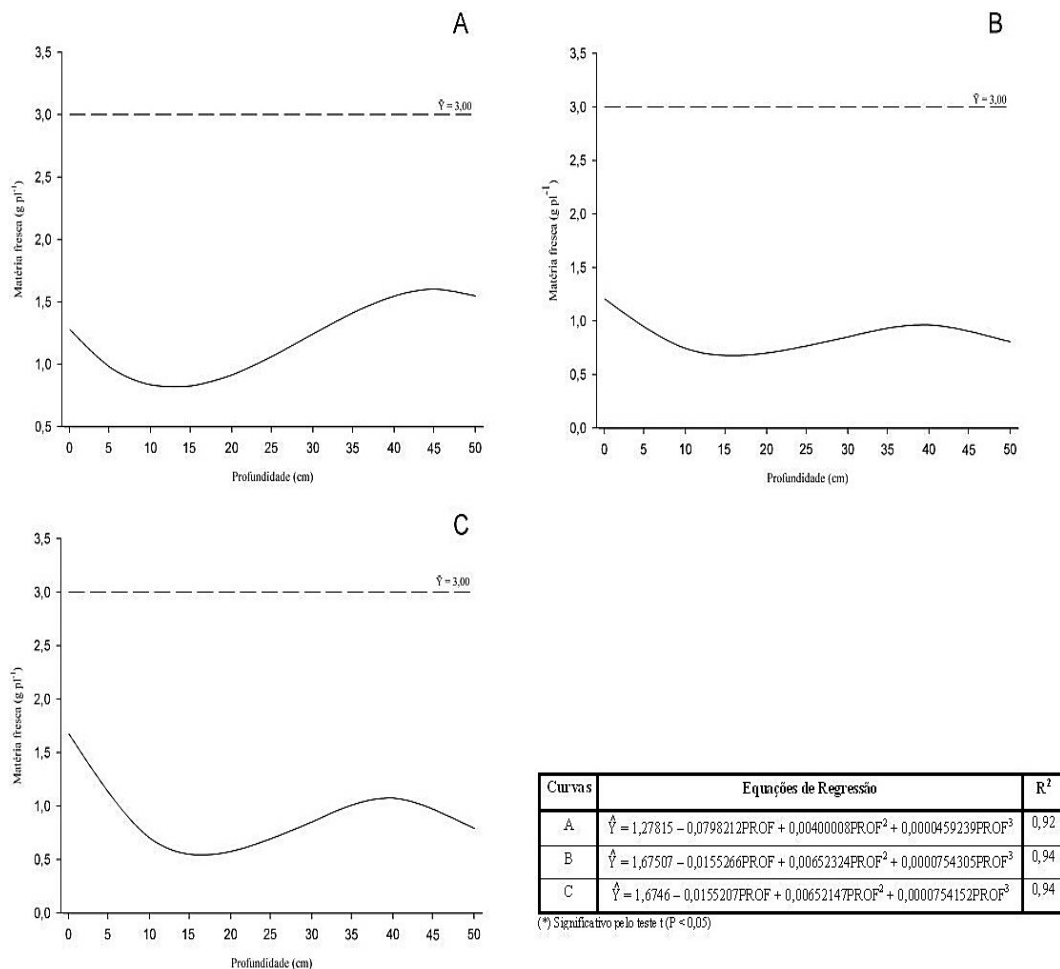 A
3,5
3,0
2,5
2,0
1,5
1,0
0,5
Ŷ = 3,00
Matéria fresca (g pl⁻¹)
0 5 10 15 20 25 30 35 40 45 50
Profundidade (cm)
B
3,5
3,0
2,5
2,0
1,5
1,0
0,5
0,0
Ŷ = 3,00
Matéria fresca (g pl⁻¹)
0 5 10 15 20 25 30 35 40 45 50
Profundidade (cm)
C
3,5
3,0
2,5
2,0
1,5
1,0
0,5
0,0
Ŷ = 3,00
Matéria fresca (g pl⁻¹)
0 5 10 15 20 25 30 35 40 45 50
Profundidade (cm)
Curvas Equações de Regressão R²
A Ŷ = 1,27815 – 0,0798212PROF + 0,00400008PROF² + 0,0000459239PROF³ 0,92
B Ŷ = 1,67507 – 0,0155266PROF + 0,00652324PROF² + 0,0000754305PROF³ 0,94
C Ŷ = 1,6746 – 0,0155207PROF + 0,00652147PROF² + 0,0000754152PROF³ 0,94
(*) Significativo pelo teste t (P < 0,05)